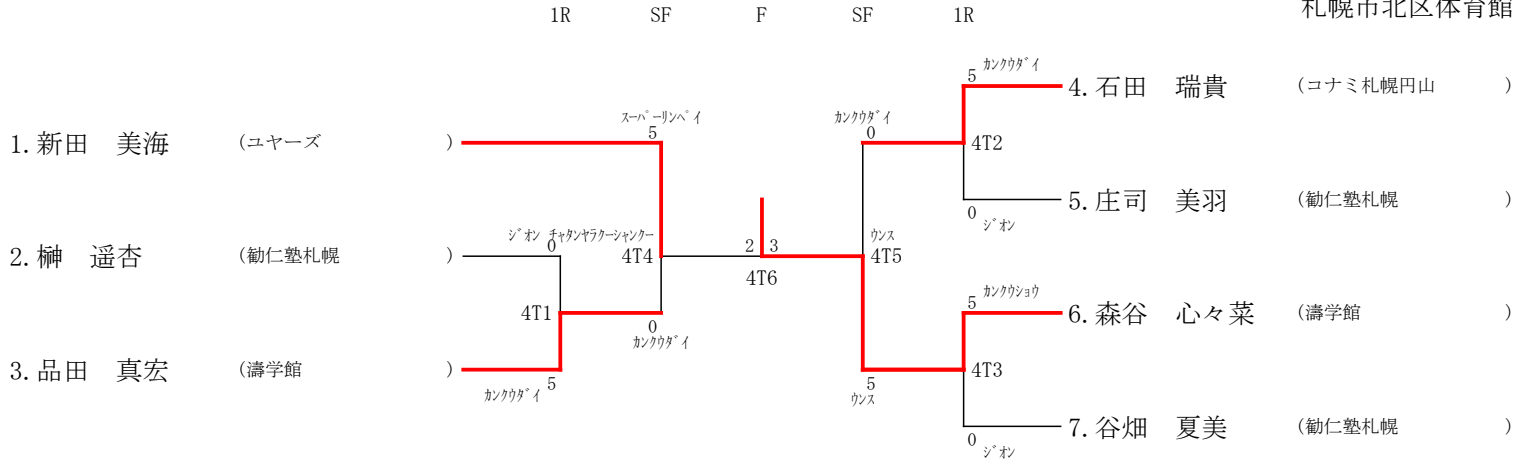 札幌市北区体育館
1R SF F SF 1R
5 カンクウダイ
4. 石田　瑞貴 (コナミ札幌円山 )
スーパーリンペイ カンクウダイ
5 0
1. 新田　美海 (ユヤーズ ) 4T2
0 ジオン
5. 庄司　美羽 (勧仁塾札幌 )
ジオン チャタンヤラクーシャンクー ウンス
0 2 3
2. 榊　遥杏 (勧仁塾札幌 ) 4T4 4T5
4T6
5 カンクウショウ
4T1 6. 森谷　心々菜 (濤学館 )
0
カンクウダイ
3. 品田　真宏 (濤学館 ) 4T3
カンクウダイ 5 5
ウンス
7. 谷畑　夏美 (勧仁塾札幌 )
0 ジオン